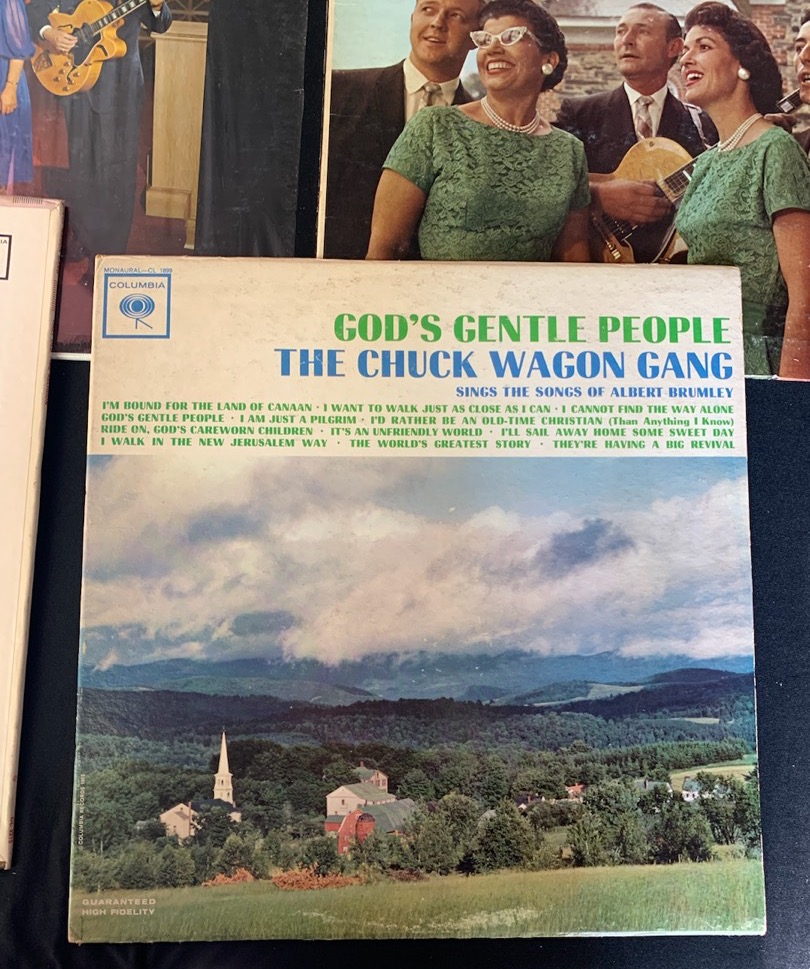 MONAURAL—CL 1899
COLUMBIA
GOD'S GENTLE PEOPLE
THE CHUCK WAGON GANG
SINGS THE SONGS OF ALBERT BRUMLEY
I'M BOUND FOR THE LAND OF CANAAN · I WANT TO WALK JUST AS CLOSE AS I CAN · I CANNOT FIND THE WAY ALONE
GOD'S GENTLE PEOPLE · I AM JUST A PILGRIM · I'D RATHER BE AN OLD-TIME CHRISTIAN (Than Anything I Know)
RIDE ON, GOD'S CAREWORN CHILDREN · IT'S AN UNFRIENDLY WORLD · I'LL SAIL AWAY HOME SOME SWEET DAY
I WALK IN THE NEW JERUSALEM WAY · THE WORLD'S GREATEST STORY · THEY'RE HAVING A BIG REVIVAL
COLUMBIA RECORDS
GUARANTEED
HIGH FIDELITY